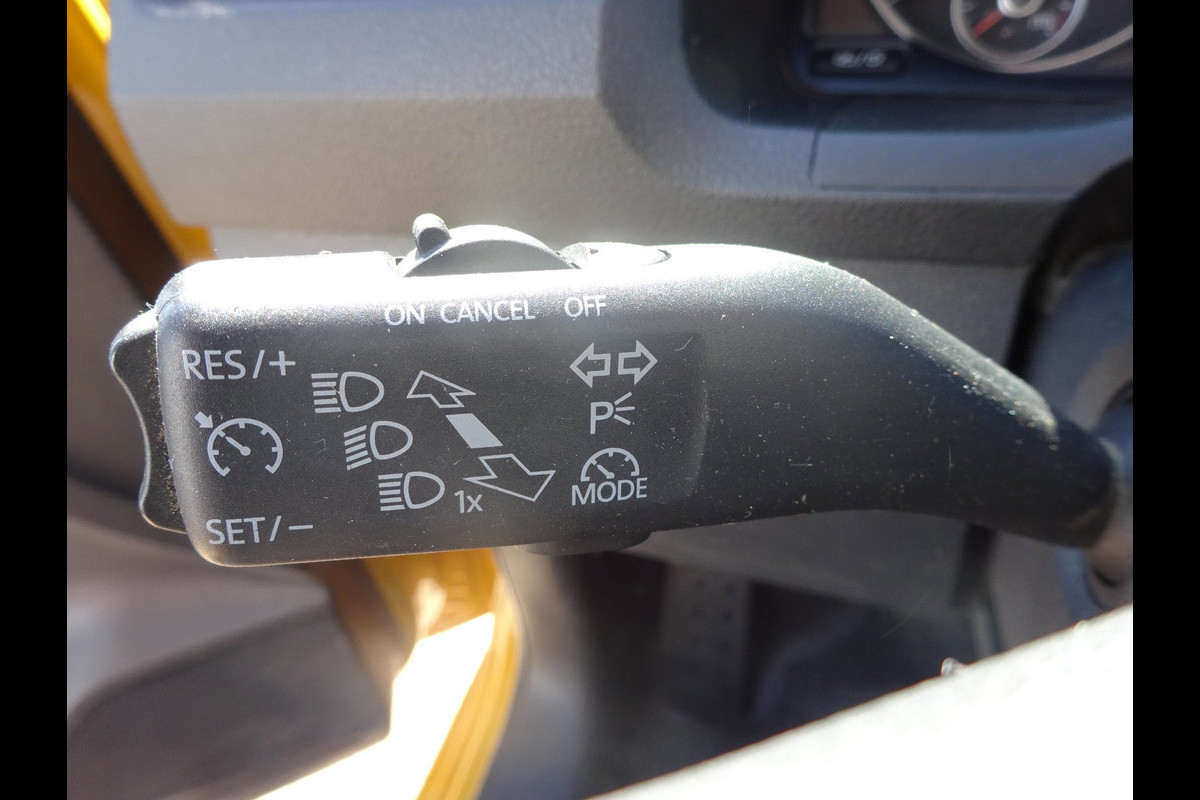 ON CANCEL OFF
RES/+
P
MODE
1x
SET/−